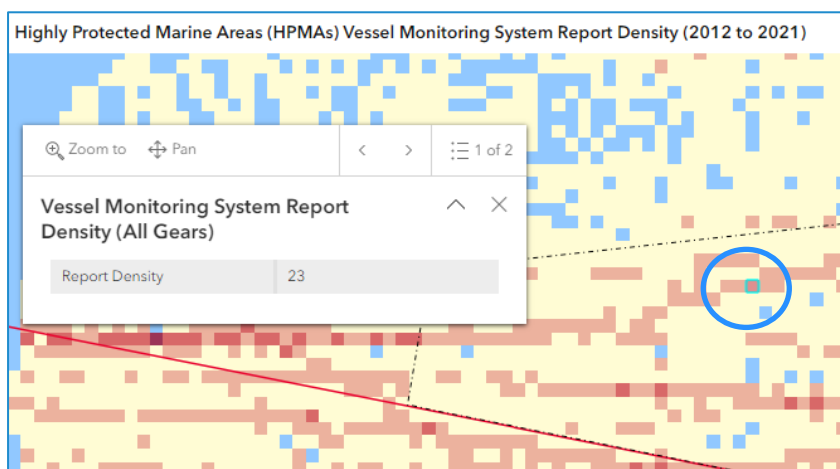 Highly Protected Marine Areas (HPMAs) Vessel Monitoring System Report Density (2012 to 2021)
Zoom to Pan 1 of 2
Vessel Monitoring System Report
Density (All Gears)
Report Density 23